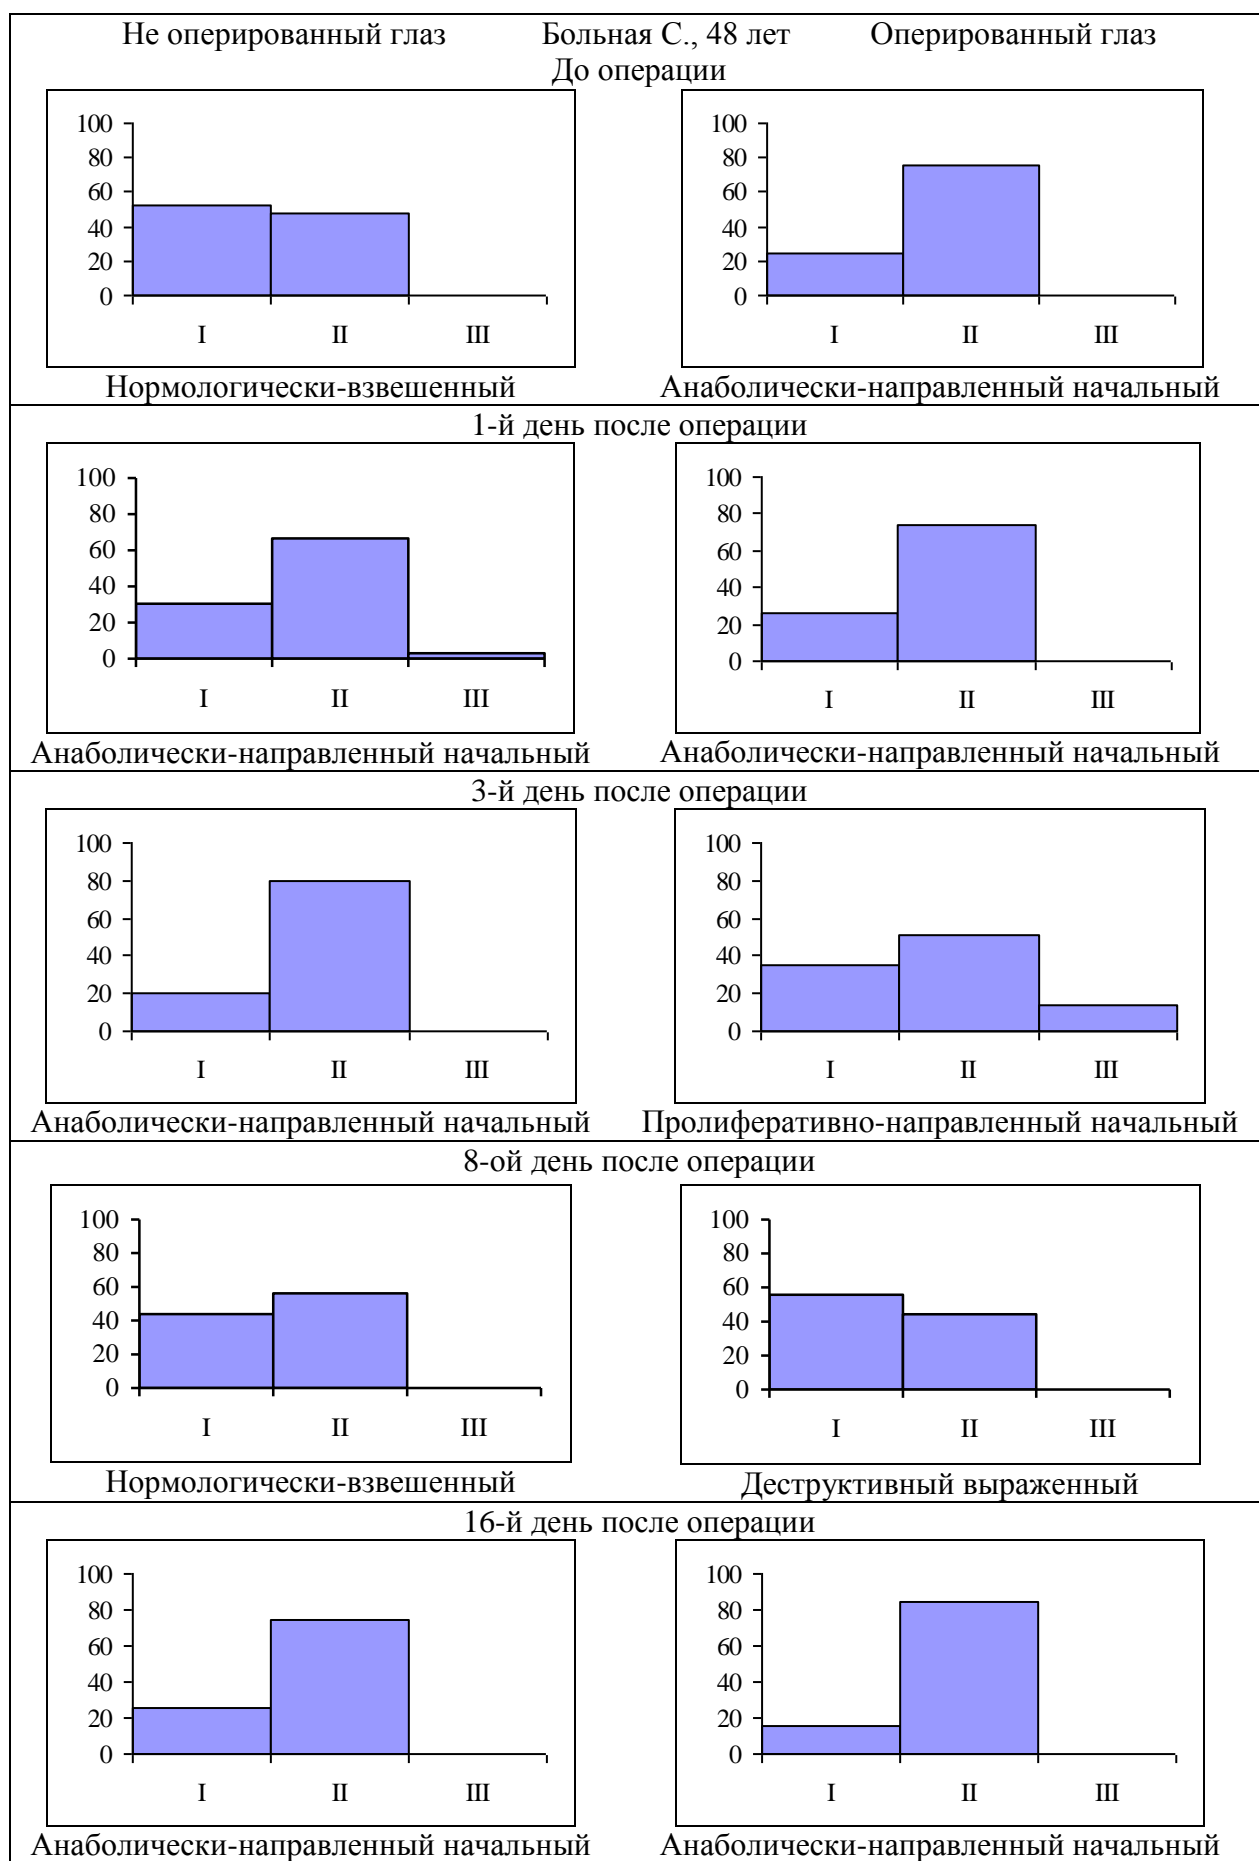 Не оперированный глаз Больная С., 48 лет Оперированный глаз
До операции
100
80
60
40
20
0
I II III
Нормологически-взвешенный
100
80
60
40
20
0
I II III
Анаболически-направленный начальный
1-й день после операции
100
80
60
40
20
0
I II III
Анаболически-направленный начальный
100
80
60
40
20
0
I II III
Анаболически-направленный начальный
3-й день после операции
100
80
60
40
20
0
I II III
Анаболически-направленный начальный
100
80
60
40
20
0
I II III
Пролиферативно-направленный начальный
8-ой день после операции
100
80
60
40
20
0
I II III
Нормологически-взвешенный
100
80
60
40
20
0
I II III
Деструктивный выраженный
16-й день после операции
100
80
60
40
20
0
I II III
Анаболически-направленный начальный
100
80
60
40
20
0
I II III
Анаболически-направленный начальный